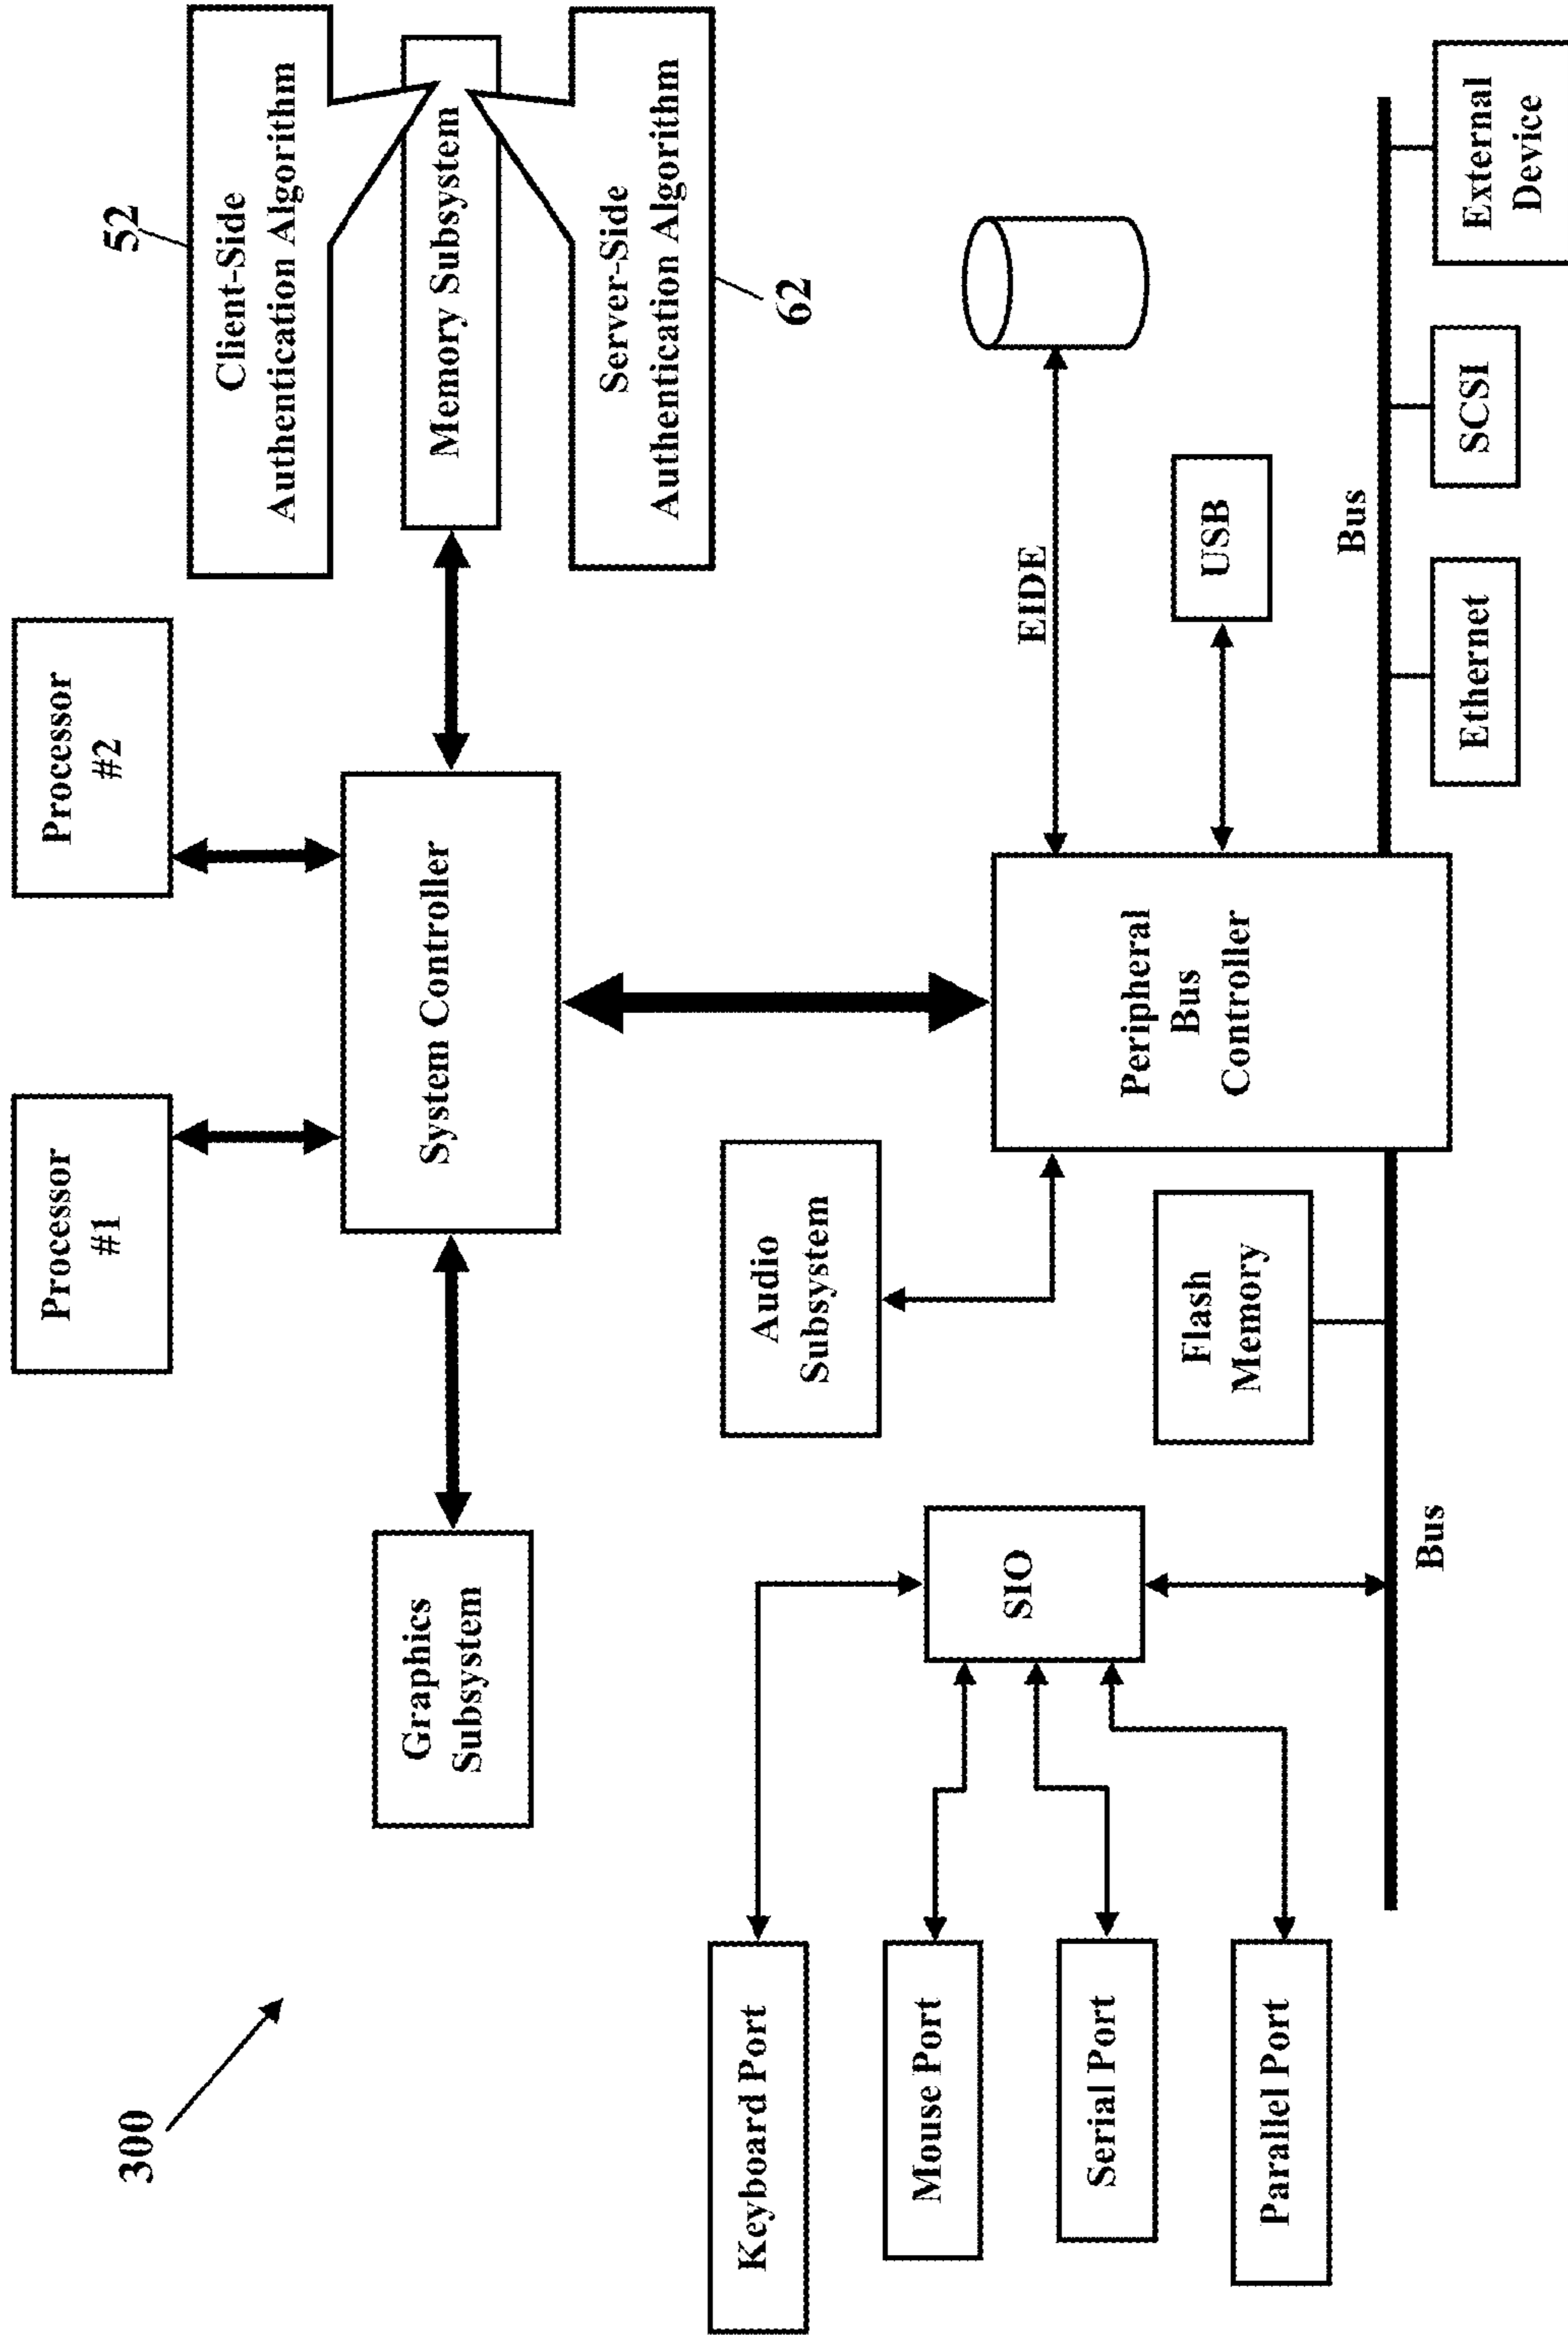 300
Processor
#1
Processor
#2
52
Client-Side
Authentication Algorithm
Graphics
Subsystem
System Controller
Memory Subsystem
Server-Side
Authentication Algorithm
62
Keyboard Port
Mouse Port
Serial Port
Parallel Port
SIO
Audio
Subsystem
Flash
Memory
Peripheral
Bus
Controller
EIDE
USB
Bus
Bus
Ethernet
SCSI
External
Device